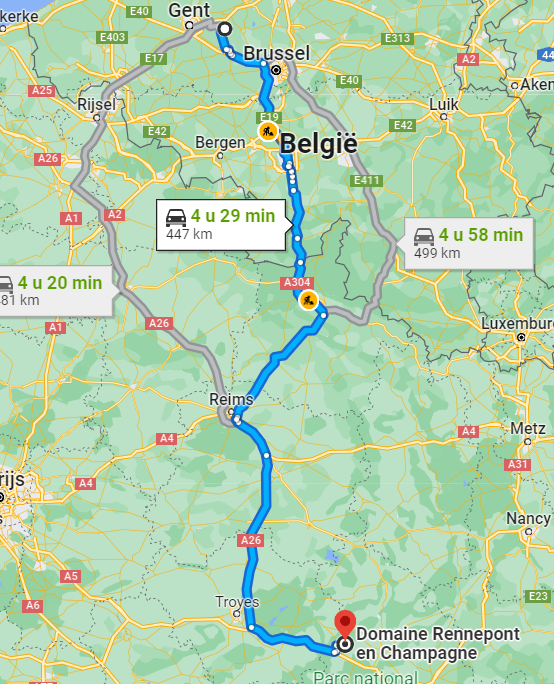 E40
Gent
kerke
E403
E313
E17
Brussel
A2
44
A25
E40
Aken
Rijsel
Luik
E19
E42
Bergen
België
E42
A26
E411
A1
A2
4 u 29 min
447 km
4 u 58 min
499 km
4 u 20 min
81 km
A304
A1
A26
Luxembur
Reims
A4
A4
Metz
A31
rijs
A4
Nancy
s
A26
A5
E23
A6
Troyes
Domaine Rennepont
en Champagne
Parc national